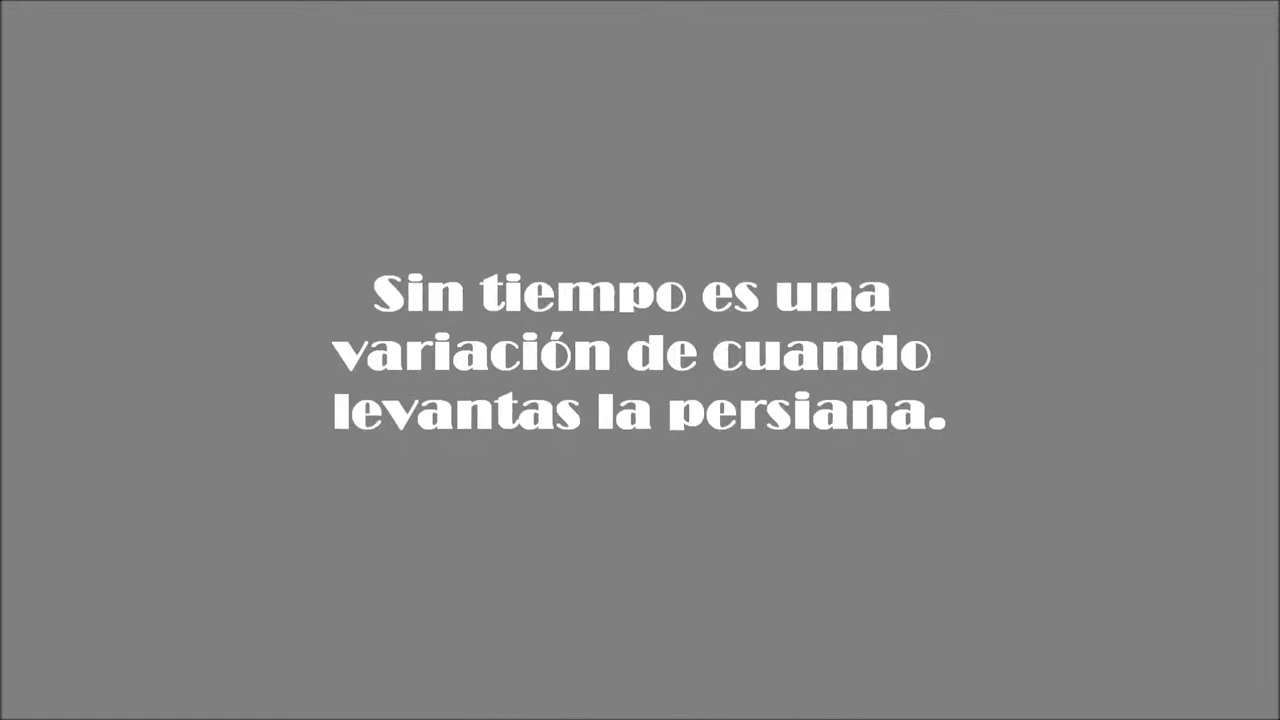 Sin tiempo es una
variación de cuando
levantas la persiana.